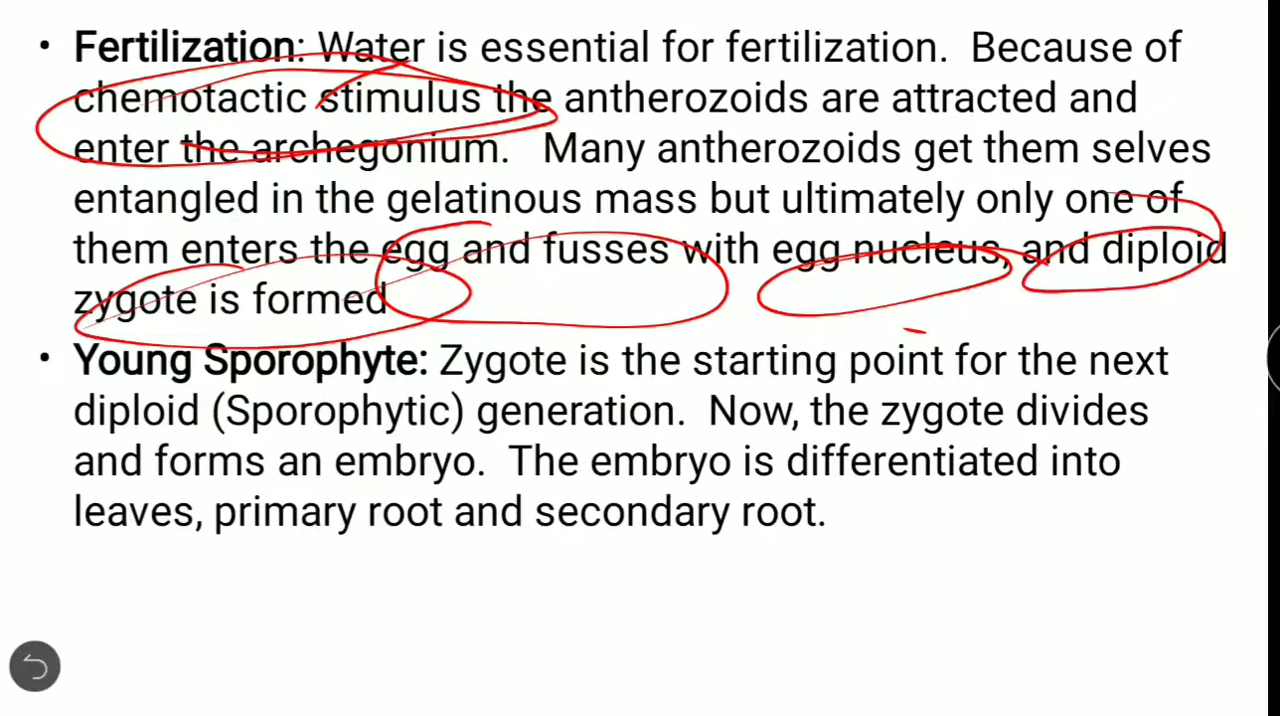 • Fertilization: Water is essential for fertilization. Because of
chemotactic stimulus the antherozoids are attracted and
enter the archegonium. Many antherozoids get them selves
entangled in the gelatinous mass but ultimately only one of
them enters the egg and fusses with egg nucleus, and diploid
zygote is formed
• Young Sporophyte: Zygote is the starting point for the next
diploid (Sporophytic) generation. Now, the zygote divides
and forms an embryo. The embryo is differentiated into
leaves, primary root and secondary root.